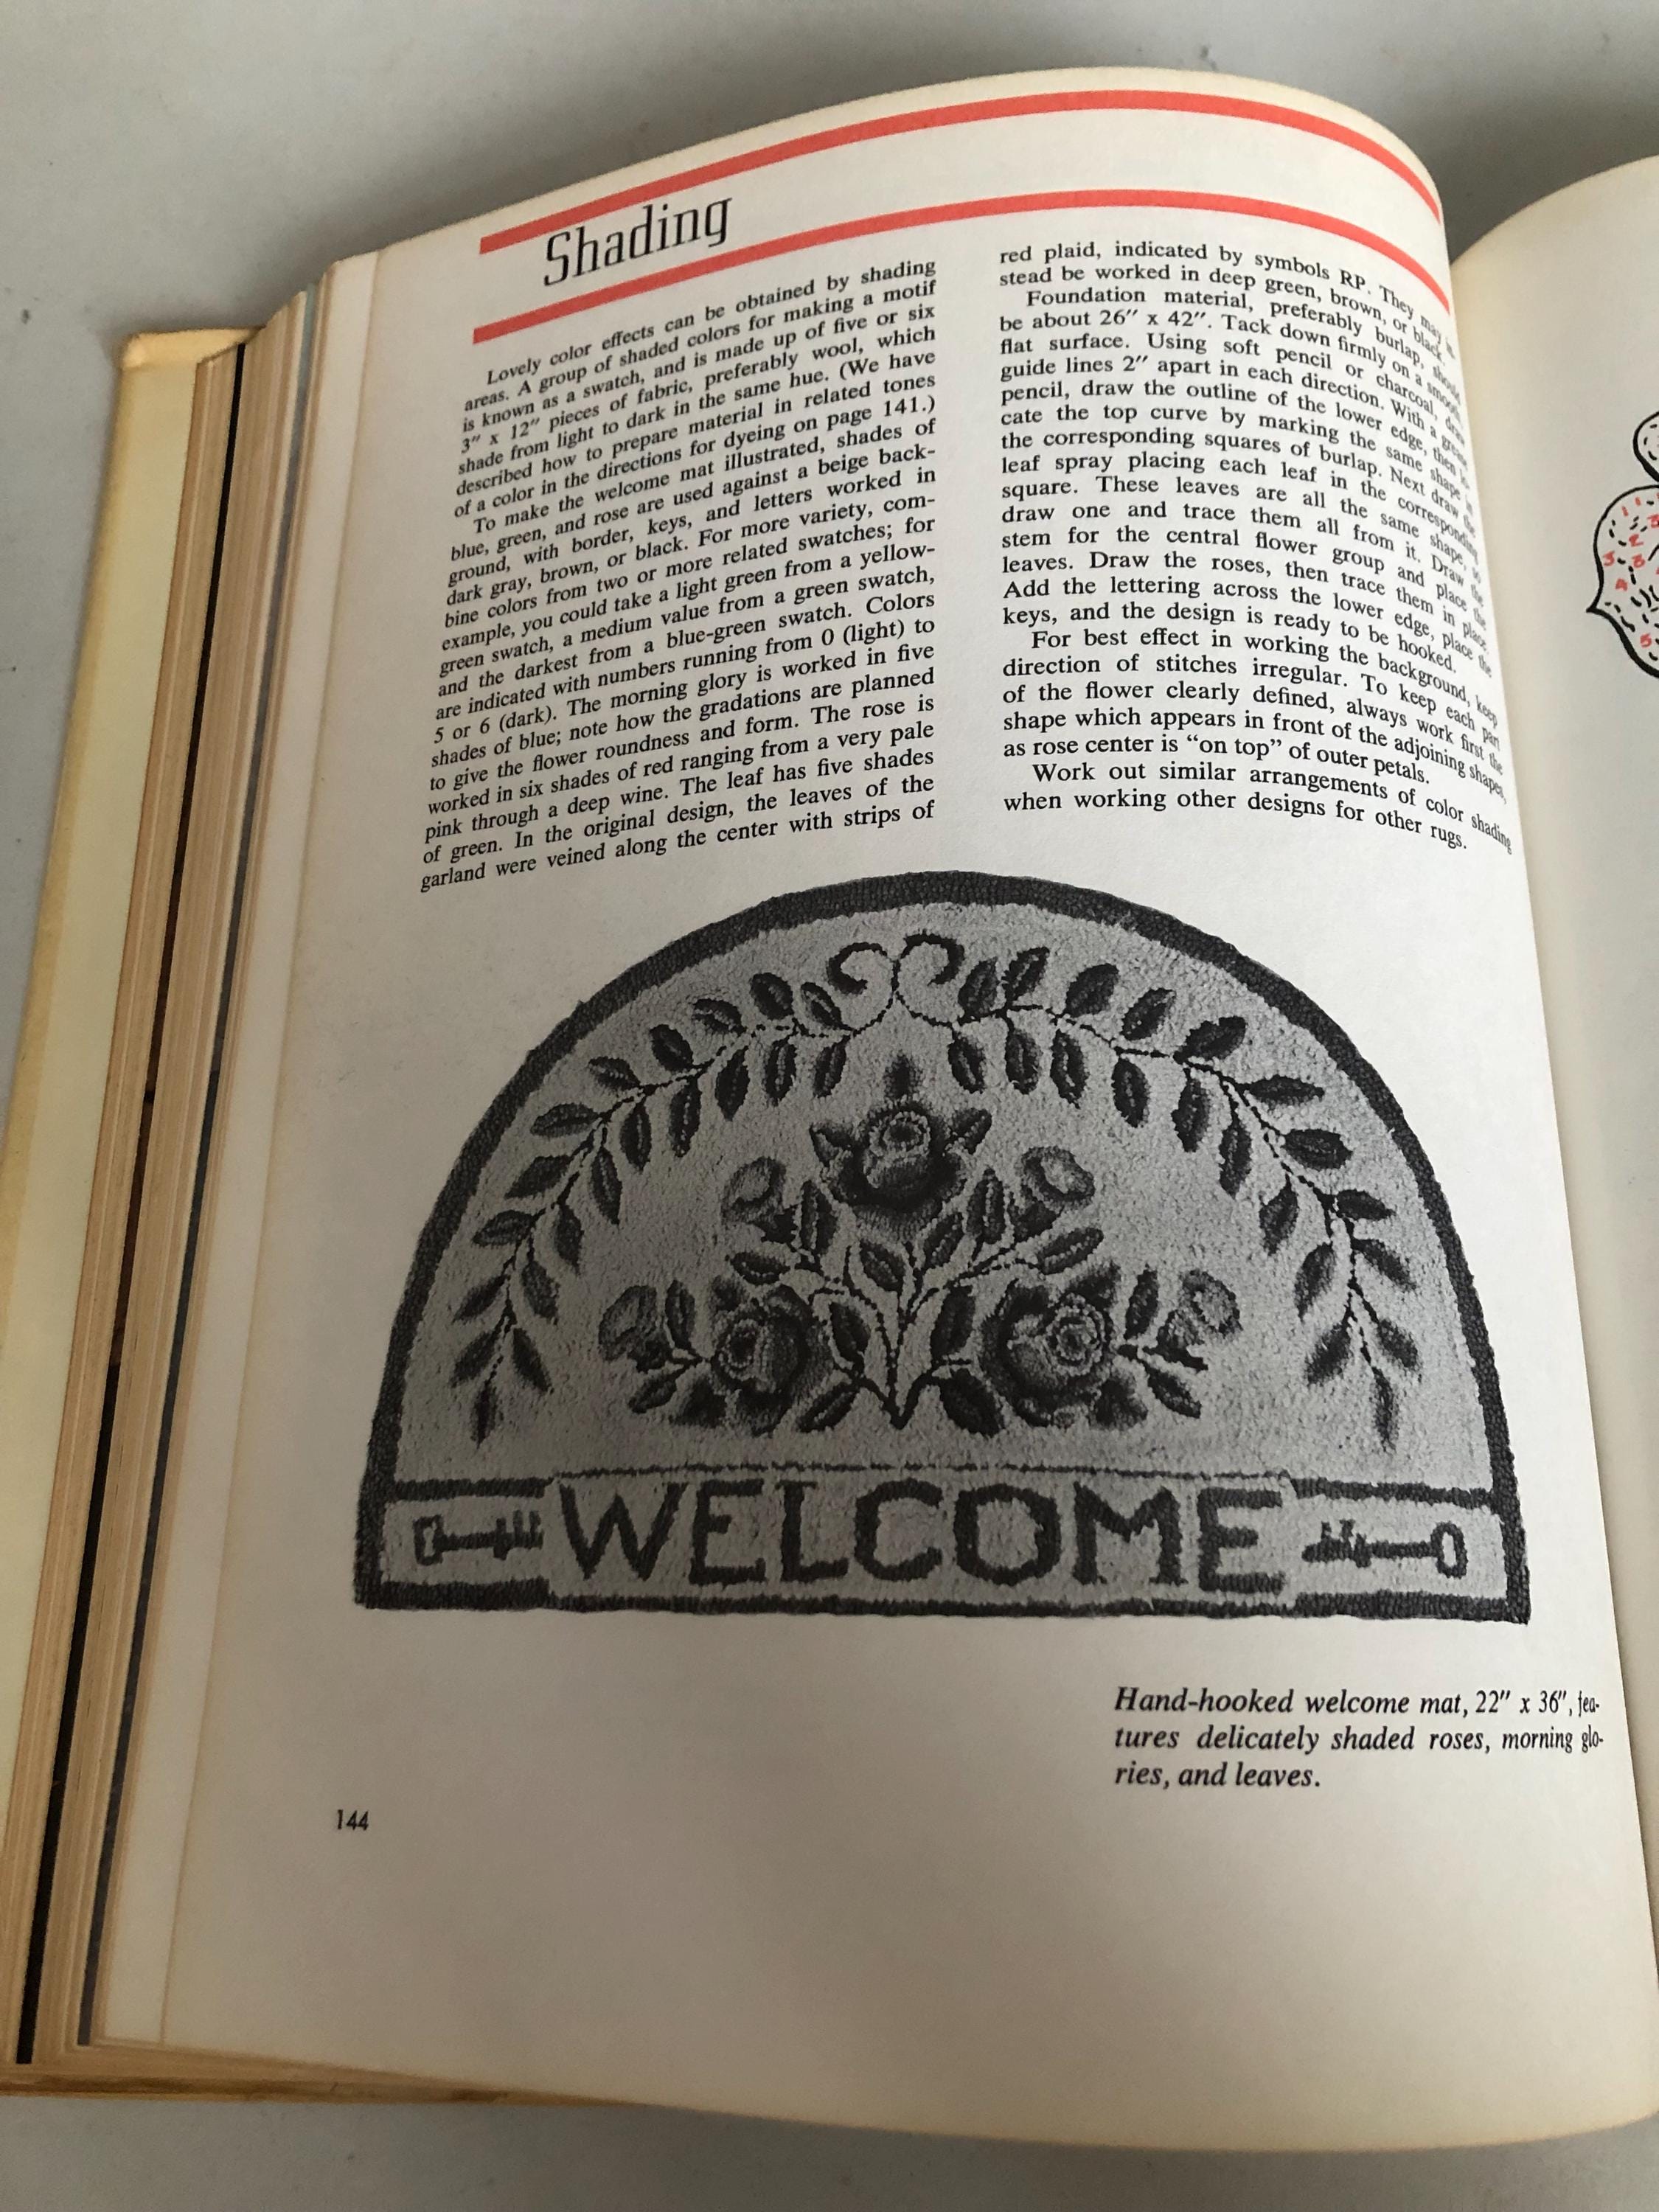 Shading
Lovely color effects can be obtained by shading
areas. A group of shaded colors for making a motif
is known as a swatch, and is made up of five or six
3″ x 12″ pieces of fabric, preferably wool, which
shade from light to dark in the same hue. (We have
described how to prepare material in related tones
of a color in the directions for dyeing on page 141.)
To make the welcome mat illustrated, shades of
blue, green, and rose are used against a beige back-
ground, with border, keys, and letters worked in
dark gray, brown, or black. For more variety, com-
bine colors from two or more related swatches; for
example, you could take a light green from a yellow-
green swatch, a medium value from a green swatch,
and the darkest from a blue-green swatch. Colors
are indicated with numbers running from 0 (light) to
5 or 6 (dark). The morning glory is worked in five
shades of blue; note how the gradations are planned
to give the flower roundness and form. The rose is
worked in six shades of red ranging from a very pale
pink through a deep wine. The leaf has five shades
of green. In the original design, the leaves of the
garland were veined along the center with strips of
red plaid, indicated by symbols RP. They may in-
stead be worked in deep green, brown, or black.
Foundation material, preferably burlap, should
be about 26″ x 42″. Tack down firmly on a smooth
flat surface. Using soft pencil or charcoal, draw
guide lines 2″ apart in each direction. With a grease
pencil, draw the outline of the lower edge, then lo-
cate the top curve by marking the same shape in
the corresponding squares of burlap. Next draw the
leaf spray placing each leaf in the corresponding
square. These leaves are all the same shape, so
draw one and trace them all from it. Draw the
stem for the central flower group and place the
leaves. Draw the roses, then trace them in place.
Add the lettering across the lower edge, place the
keys, and the design is ready to be hooked.
For best effect in working the background, keep
direction of stitches irregular. To keep each part
of the flower clearly defined, always work first the
shape which appears in front of the adjoining shapes,
as rose center is “on top” of outer petals.
Work out similar arrangements of color shading
when working other designs for other rugs.
WELCOME
Hand-hooked welcome mat, 22″ x 36″, fea-
tures delicately shaded roses, morning glo-
ries, and leaves.
144